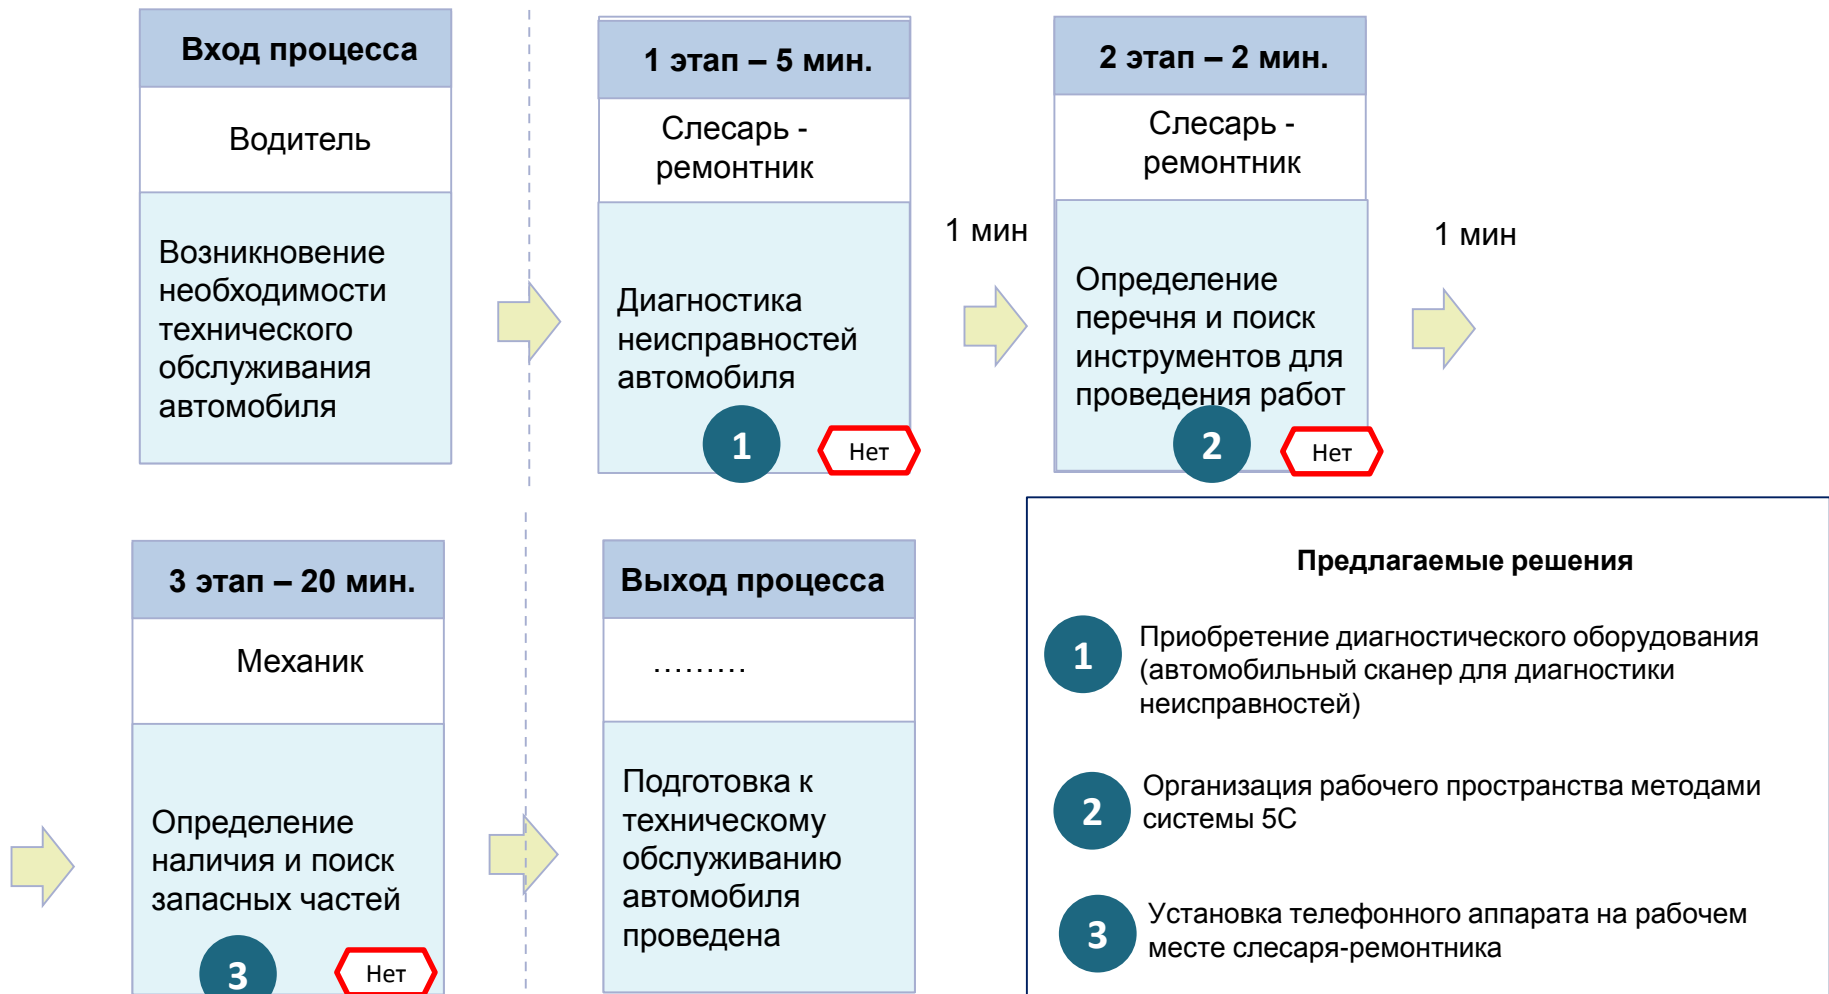 Вход процесса
Водитель
Возникновение
необходимости
технического
обслуживания
автомобиля
1 этап – 5 мин.
Слесарь -
ремонтник
Диагностика
неисправностей
автомобиля
1
Нет
1 мин
2 этап – 2 мин.
Слесарь -
ремонтник
Определение
перечня и поиск
инструментов для
проведения работ
2
Нет
1 мин
3 этап – 20 мин.
Механик
Определение
наличия и поиск
запасных частей
3
Нет
Выход процесса
………
Подготовка к
техническому
обслуживанию
автомобиля
проведена
Предлагаемые решения
1
Приобретение диагностического оборудования
(автомобильный сканер для диагностики
неисправностей)
2
Организация рабочего пространства методами
системы 5С
3
Установка телефонного аппарата на рабочем
месте слесаря-ремонтника